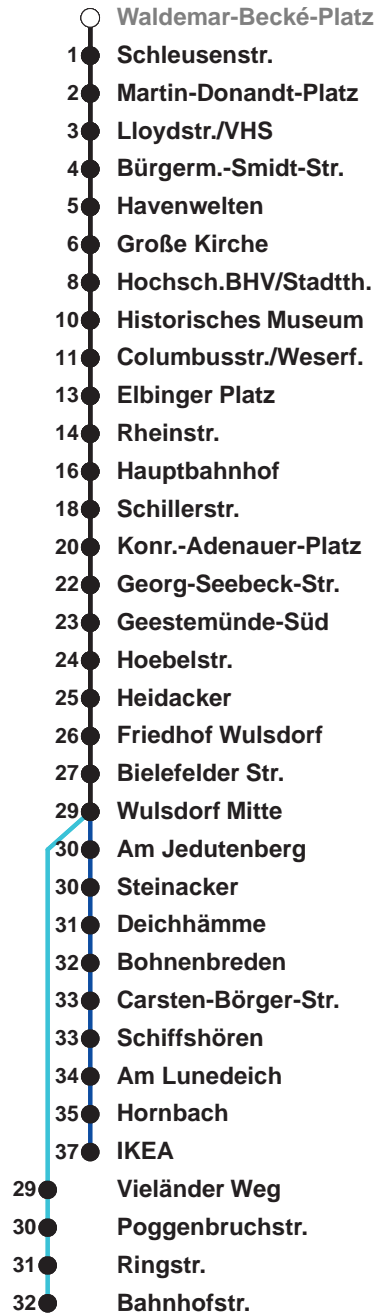 Waldemar-Becké-Platz
1 Schleusenstr.
2 Martin-Donandt-Platz
3 Lloydstr./VHS
4 Bürgerm.-Smidt-Str.
5 Havenwelten
6 Große Kirche
8 Hochsch.BHV/Stadtth.
10 Historisches Museum
11 Columbusstr./Weserf.
13 Elbinger Platz
14 Rheinstr.
16 Hauptbahnhof
18 Schillerstr.
20 Konr.-Adenauer-Platz
22 Georg-Seebeck-Str.
23 Geestemünde-Süd
24 Hoebelstr.
25 Heidacker
26 Friedhof Wulsdorf
27 Bielefelder Str.
29 Wulsdorf Mitte
30 Am Jedutenberg
30 Steinacker
31 Deichhämme
32 Bohnenbreden
33 Carsten-Börger-Str.
33 Schiffshören
34 Am Lunedeich
35 Hornbach
37 IKEA
29 Vieländer Weg
30 Poggenbruchstr.
31 Ringstr.
32 Bahnhofstr.